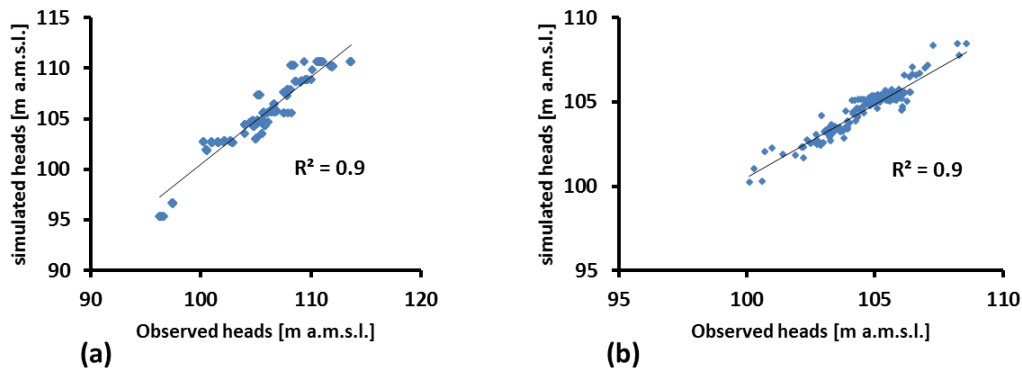 115
110
105
100
95
90
90
100
110
120
simulated heads [m a.m.s.l.]
Observed heads [m a.m.s.l.]
R² = 0.9
(a)
110
105
100
95
95
100
105
110
simulated heads [m a.m.s.l.]
Observed heads [m a.m.s.l.]
R² = 0.9
(b)